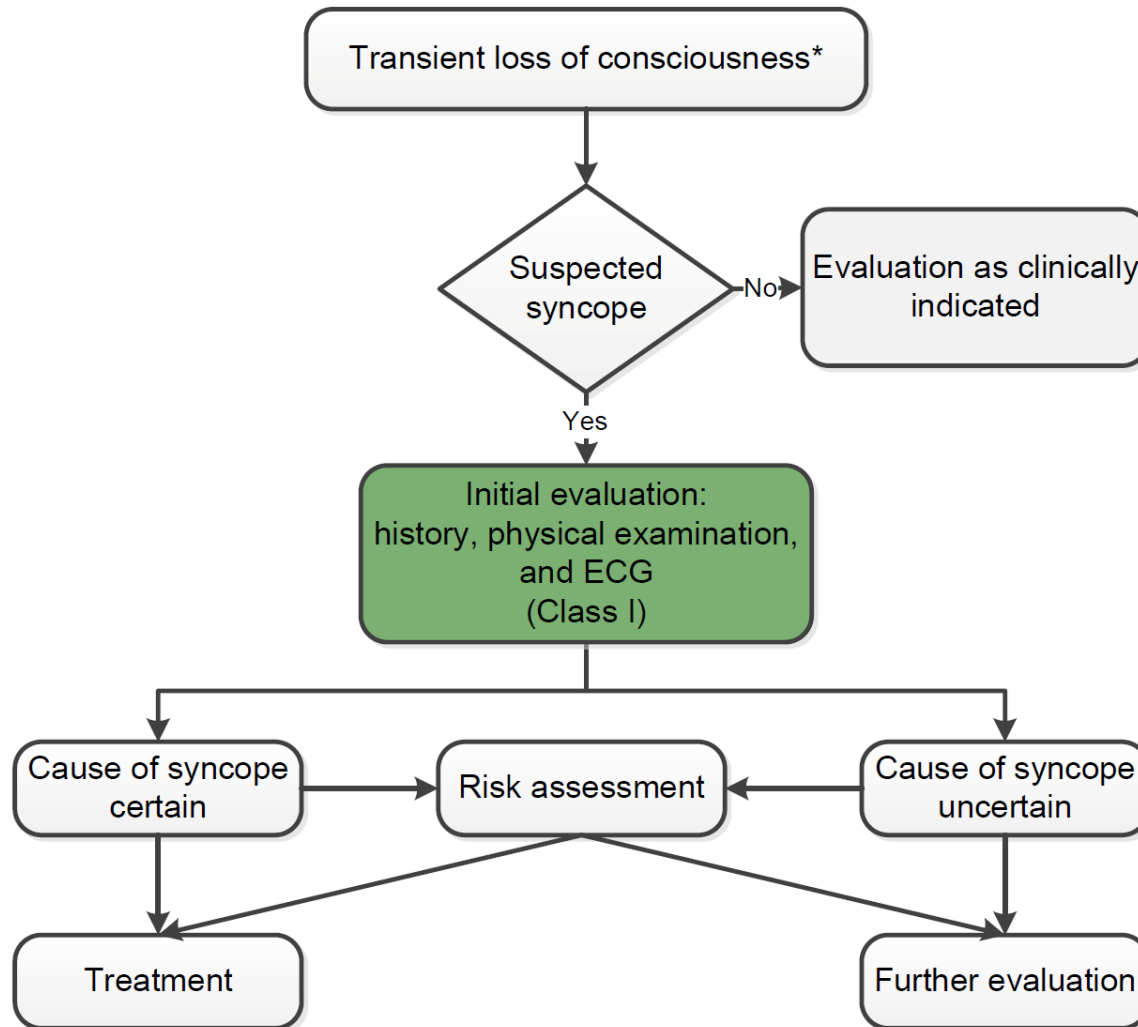 Transient loss of consciousness*
Suspected
syncope
No
Evaluation as clinically
indicated
Yes
Initial evaluation:
history, physical examination,
and ECG
(Class I)
Cause of syncope
certain
Risk assessment
Cause of syncope
uncertain
Treatment
Further evaluation